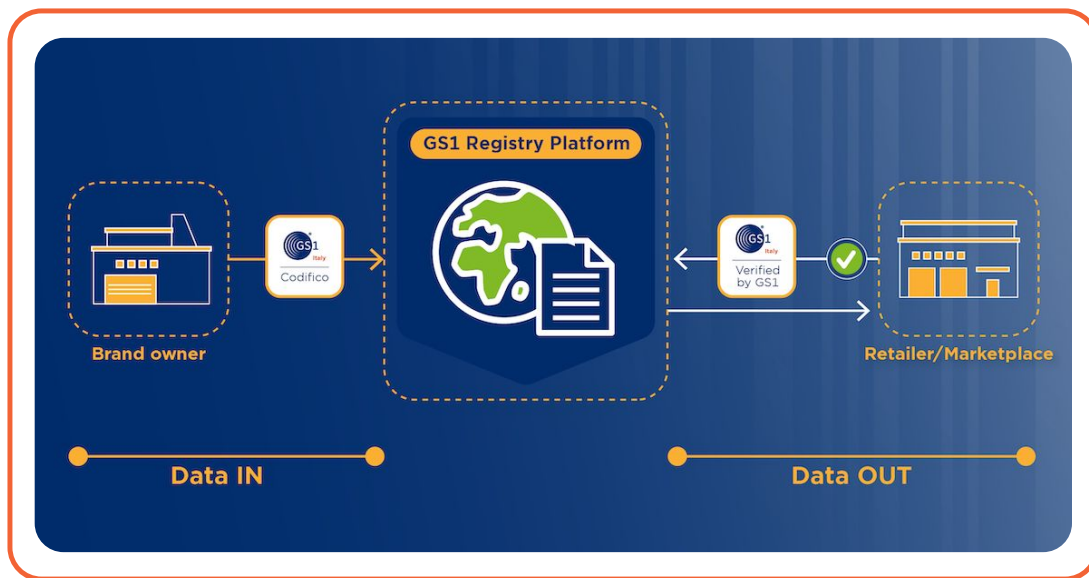 GS1 Registry Platform
GS1
Italy
Codifico
GS1
Italy
Verified
by GS1
Brand owner
Retailer/Marketplace
Data IN
Data OUT